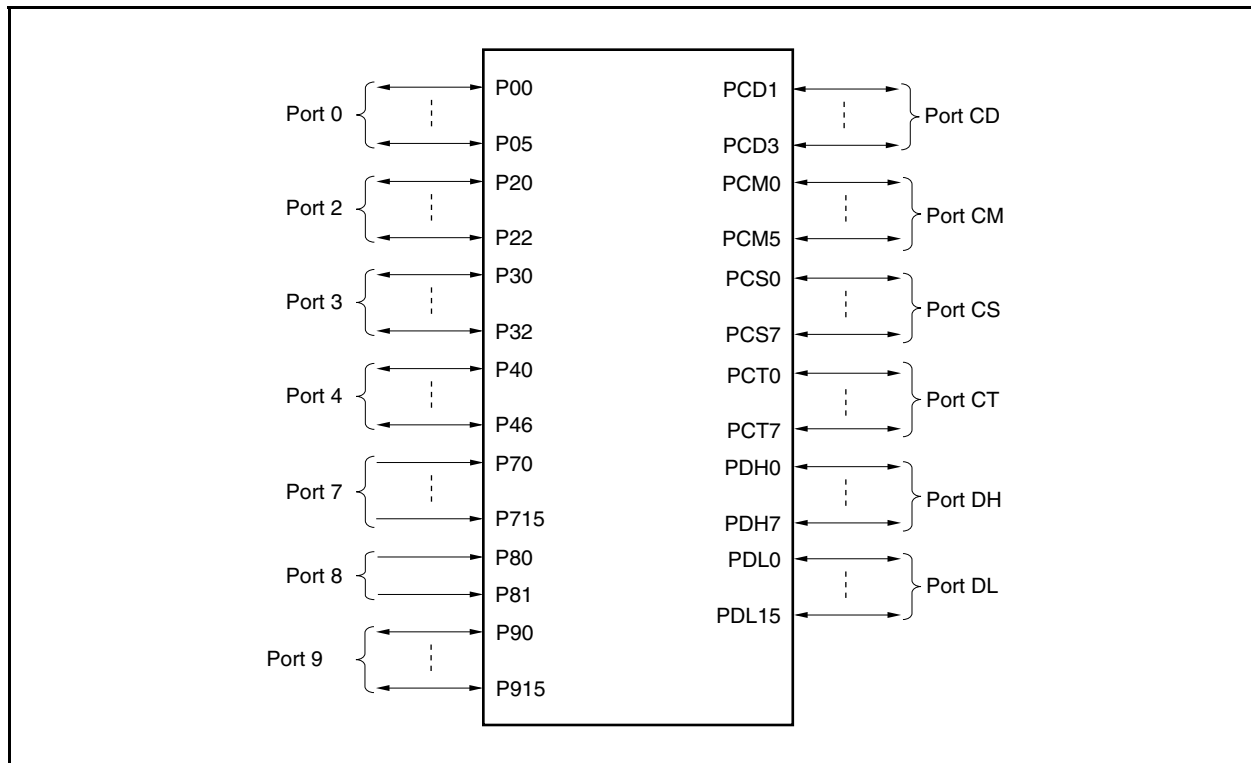 Port 0
P00
P05
Port 2
P20
P22
Port 3
P30
P32
Port 4
P40
P46
Port 7
P70
P715
Port 8
P80
P81
Port 9
P90
P915
PCD1
PCD3
Port CD
PCM0
PCM5
Port CM
PCS0
PCS7
Port CS
PCT0
PCT7
Port CT
PDH0
PDH7
Port DH
PDL0
PDL15
Port DL